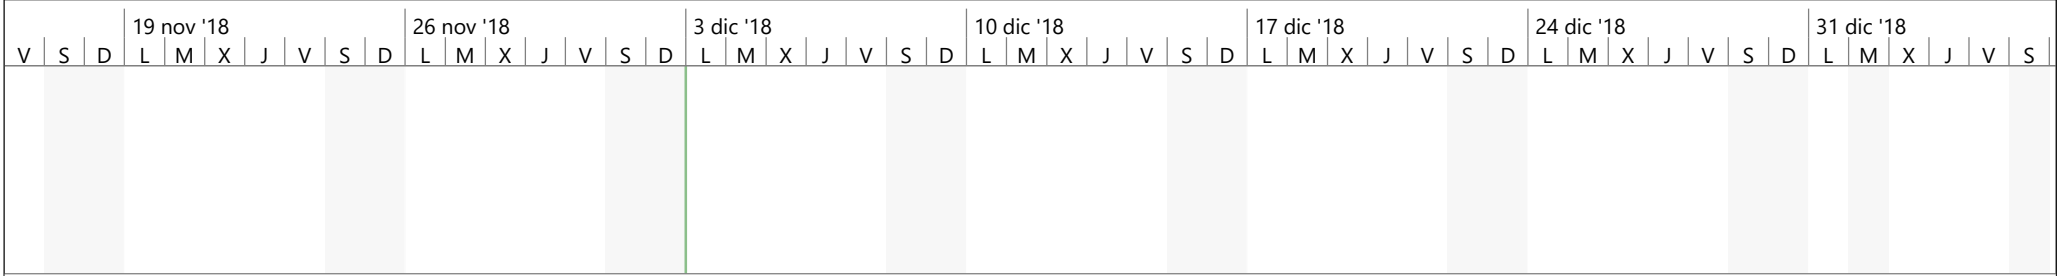 19 nov '18 26 nov '18 3 dic '18 10 dic '18 17 dic '18 24 dic '18 31 dic '18
V S D L M X J V S D L M X J V S D L M X J V S D L M X J V S D L M X J V S D L M X J V S D L M X J V S